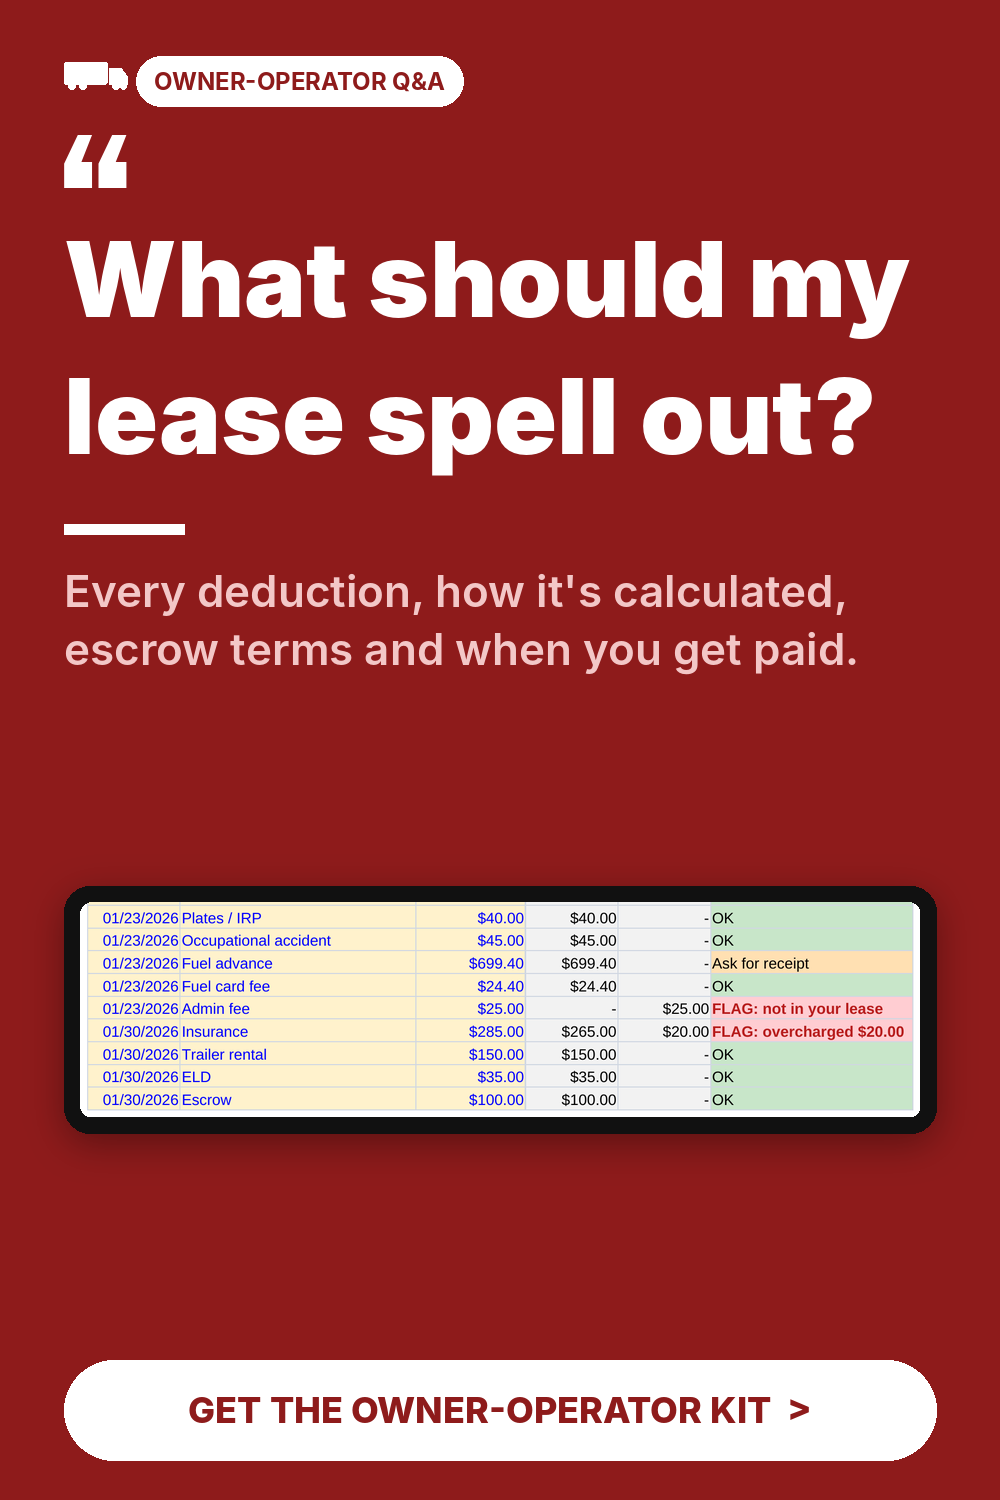 OWNER-OPERATOR Q&A
“
What should my
lease spell out?
Every deduction, how it's calculated,
escrow terms and when you get paid.
01/23/2026 Plates / IRP $40.00 $40.00 - OK
01/23/2026 Occupational accident $45.00 $45.00 - OK
01/23/2026 Fuel advance $699.40 $699.40 - Ask for receipt
01/23/2026 Fuel card fee $24.40 $24.40 - OK
01/23/2026 Admin fee $25.00 - $25.00 FLAG: not in your lease
01/30/2026 Insurance $285.00 $265.00 $20.00 FLAG: overcharged $20.00
01/30/2026 Trailer rental $150.00 $150.00 - OK
01/30/2026 ELD $35.00 $35.00 - OK
01/30/2026 Escrow $100.00 $100.00 - OK
GET THE OWNER-OPERATOR KIT >